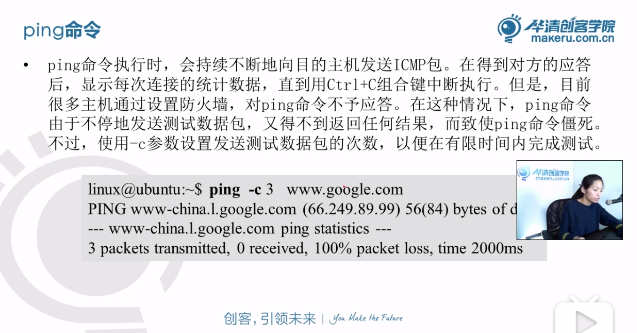 ping命令
华清创客学院
makeru.com.cn
• ping命令执行时，会持续不断地向目的主机发送ICMP包。在得到对方的应答
后，显示每次连接的统计数据，直到用Ctrl+C组合键中断执行。但是，目前
很多主机通过设置防火墙，对ping命令不予应答。在这种情况下，ping命令
由于不停地发送测试数据包，又得不到返回任何结果，而致使ping命令僵死。
不过，使用-c参数设置发送测试数据包的次数，以便在有限时间内完成测试。
华清创客学院
linux@ubuntu:~$ ping -c 3 www.google.com
PING www-china.l.google.com (66.249.89.99) 56(84) bytes of d
--- www-china.l.google.com ping statistics ---
3 packets transmitted, 0 received, 100% packet loss, time 2000ms
创客，引领未来 | You Make the Future